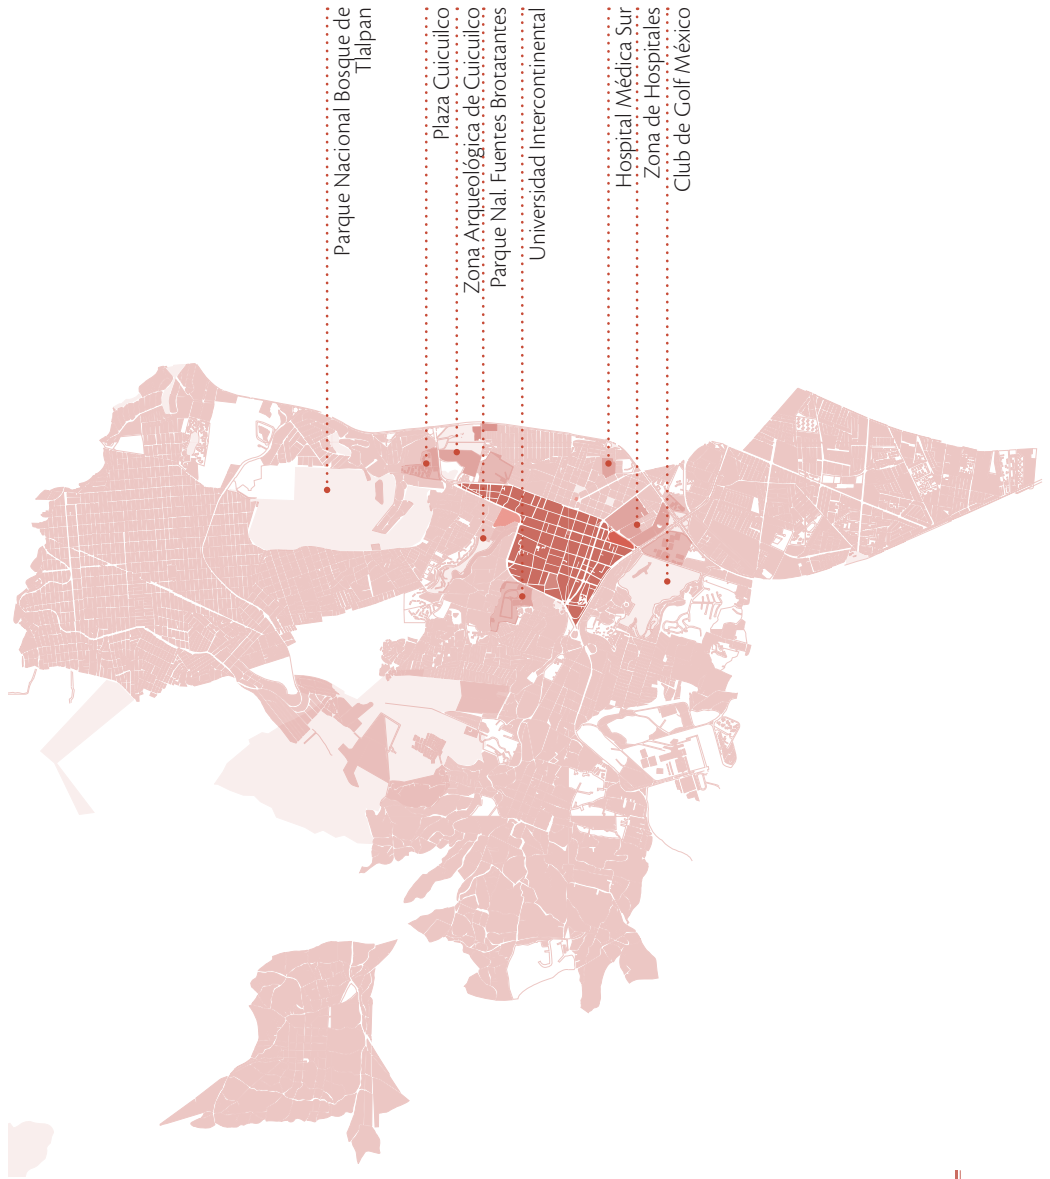 Parque Nacional Bosque de
Tlalpan
Plaza Cuicuilco
Zona Arqueológica de Cuicuilco
Parque Nal. Fuentes Brotatantes
Universidad Intercontinental
Hospital Médica Sur
Zona de Hospitales
Club de Golf México